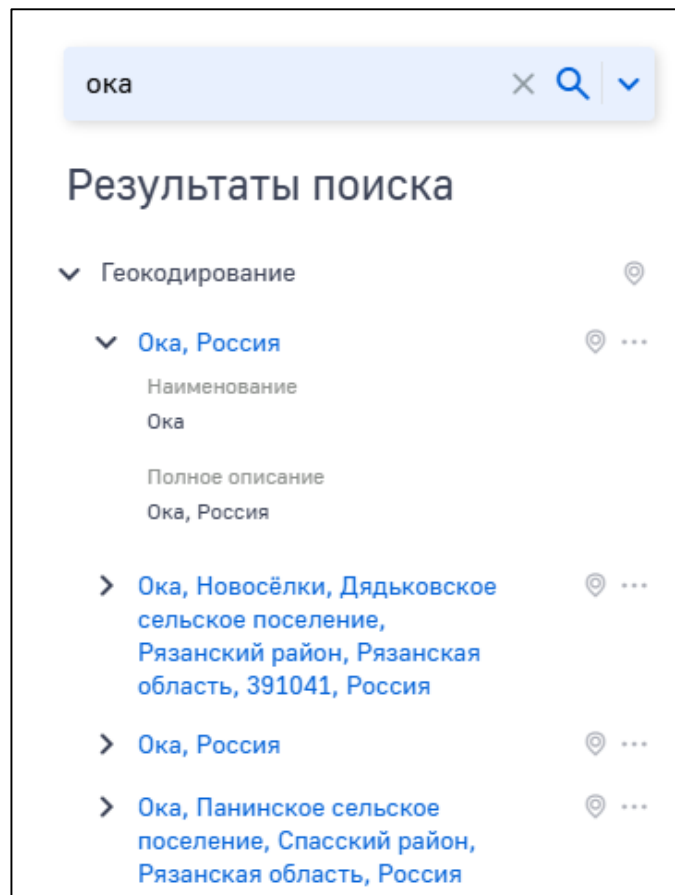 ока
Результаты поиска
Геокодирование
Ока, Россия
Наименование
Ока
Полное описание
Ока, Россия
Ока, Новосёлки, Дядьковское
сельское поселение,
Рязанский район, Рязанская
область, 391041, Россия
Ока, Россия
Ока, Панинское сельское
поселение, Спасский район,
Рязанская область, Россия